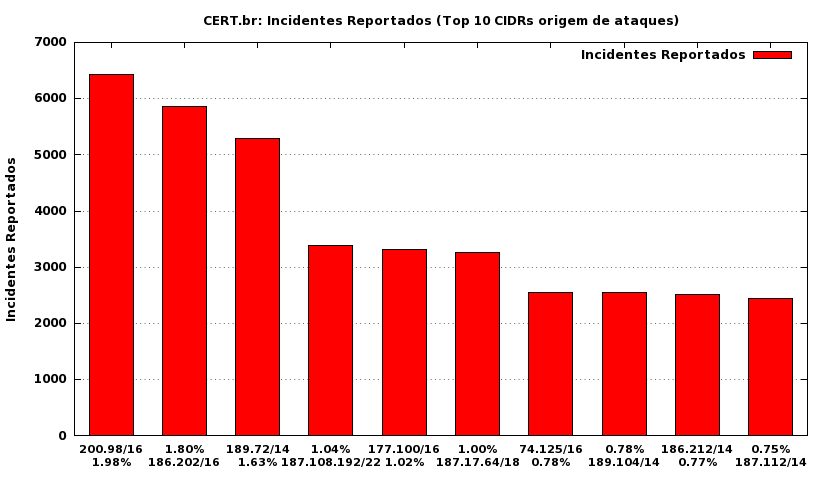 CERT.br: Incidentes Reportados (Top 10 CIDRs origem de ataques)
Incidentes Reportados
Incidentes Reportados
7000
6000
5000
4000
3000
2000
1000
0
200.98/16 1.80% 189.72/14 1.04% 177.100/16 1.00% 74.125/16 0.78% 186.212/14 0.75%
1.98% 186.202/16 1.63% 187.108.192/22 1.02% 187.17.64/18 0.78% 189.104/14 0.77% 187.112/14